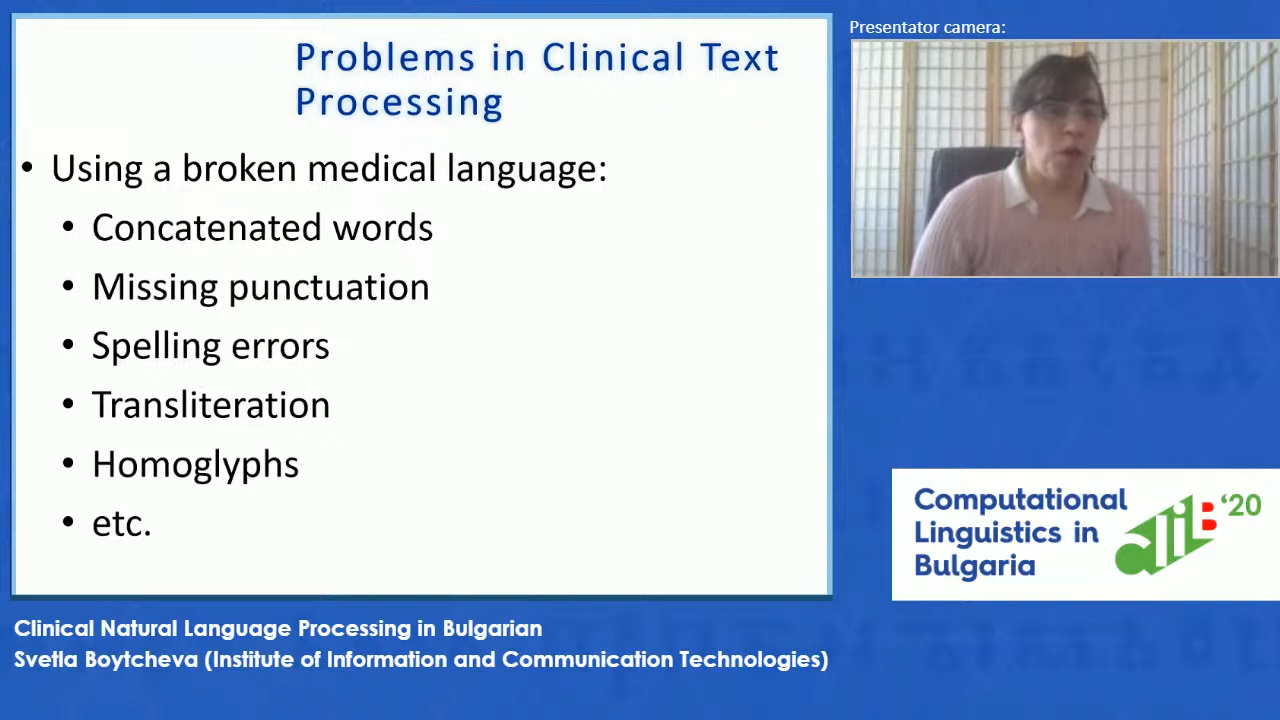 Problems in Clinical Text
Processing
• Using a broken medical language:
• Concatenated words
• Missing punctuation
• Spelling errors
• Transliteration
• Homoglyphs
• etc.
Presentator camera:
Computational
Linguistics in
Bulgaria
CLIB '20
Clinical Natural Language Processing in Bulgarian
Svetla Boytcheva (Institute of Information and Communication Technologies)